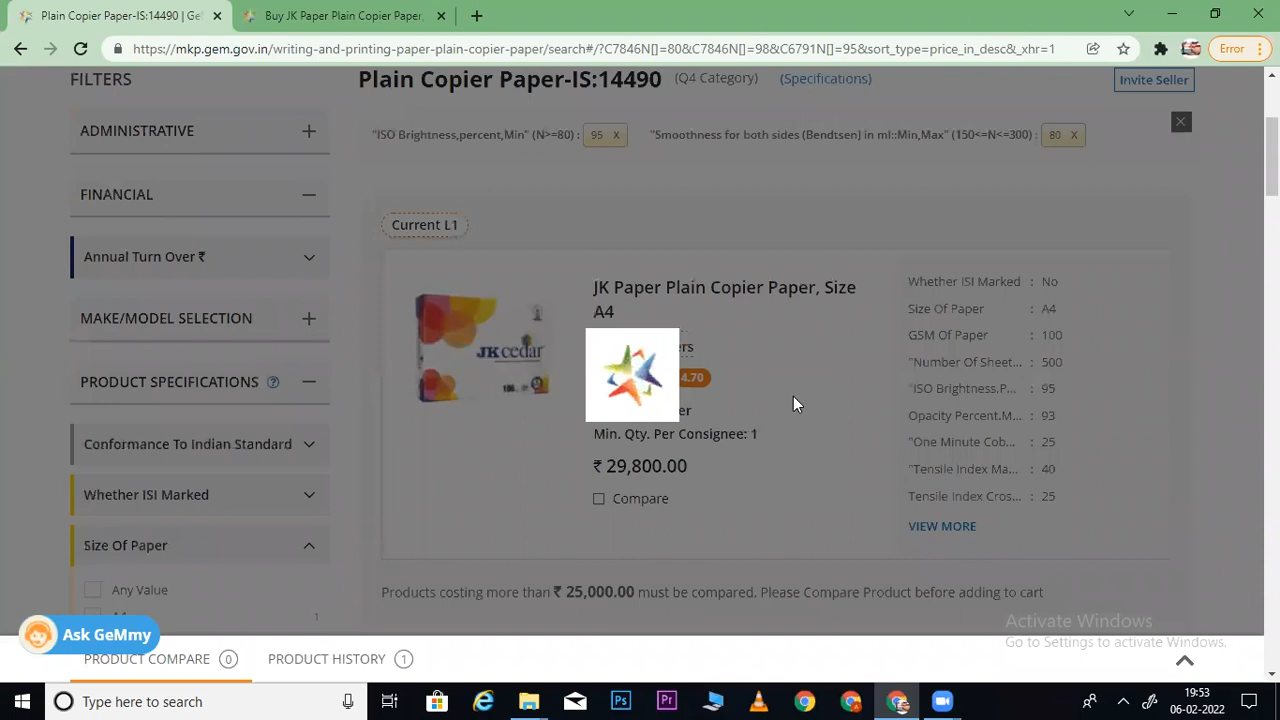 Plain Copier Paper-IS:14490 | Ge
Buy JK Paper Plain Copier Paper,
https://mkp.gem.gov.in/writing-and-printing-paper-plain-copier-paper/search#/?C7846N[]=80&C7846N[]=98&C6791N[]=95&sort_type=price_in_desc&_xhr=1
Error
FILTERS
Plain Copier Paper-IS:14490 (Q4 Category) (Specifications)
Invite Seller
ADMINISTRATIVE
"ISO Brightness,percent,Min" (N>=80) : 95 X "Smoothness for both sides (Bendtsen) in ml::Min,Max" (150<=N<=300) : 80 X
FINANCIAL
Current L1
Annual Turn Over ₹
MAKE/MODEL SELECTION
PRODUCT SPECIFICATIONS ?
Conformance To Indian Standard
Whether ISI Marked
Size Of Paper
Any Value
1
JKcedar
JK Paper Plain Copier Paper, Size
A4
ers
4.70
er
Min. Qty. Per Consignee: 1
₹ 29,800.00
Compare
Whether ISI Marked : No
Size Of Paper : A4
GSM Of Paper : 100
"Number Of Sheet... : 500
"ISO Brightness.P... : 95
Opacity Percent.M... : 93
"One Minute Cob... : 25
"Tensile Index Ma... : 40
Tensile Index Cros... : 25
VIEW MORE
Products costing more than ₹ 25,000.00 must be compared. Please Compare Product before adding to cart
Ask GeMmy
Activate Windows
Go to Settings to activate Windows.
PRODUCT COMPARE 0 PRODUCT HISTORY 1
Type here to search
Ps
Pr
19:53
06-02-2022